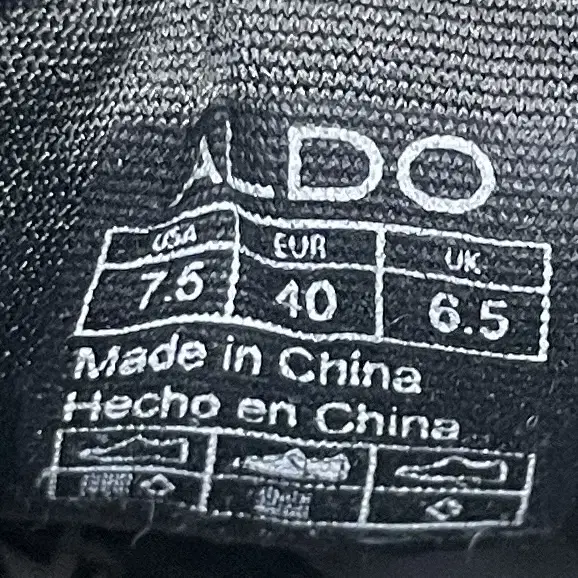 ALDO
USA EUR UK
7.5 40 6.5
Made in China
Hecho en China